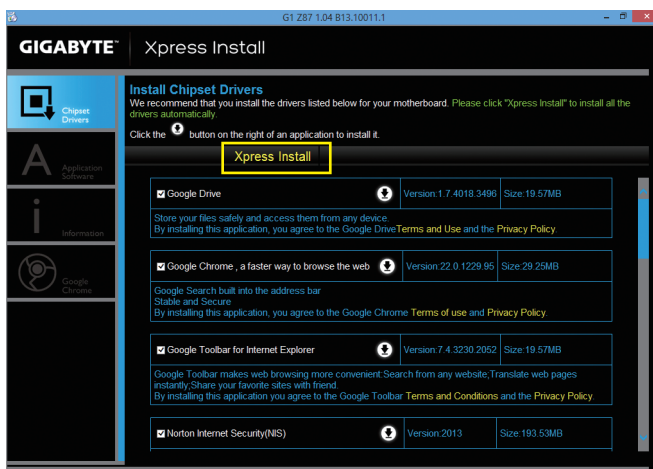 G1 Z87 1.04 B13.10011.1
GIGABYTE™
Xpress Install
Chipset
Drivers
Application
Software
Information
Google
Chrome
Install Chipset Drivers
We recommend that you install the drivers listed below for your motherboard. Please click "Xpress Install" to install all the
drivers automatically.
Click the button on the right of an application to install it.
Xpress Install
Google Drive Version:1.7.4018.3496 Size:19.57MB
Store your files safely and access them from any device.
By installing this application, you agree to the Google DriveTerms and Use and the Privacy Policy.
Google Chrome , a faster way to browse the web Version:22.0.1229.95 Size:29.25MB
Google Search built into the address bar
Stable and Secure
By installing this application, you agree to the Google Chrome Terms of use and Privacy Policy.
Google Toolbar for Internet Explorer Version:7.4.3230.2052 Size:19.57MB
Google Toolbar makes web browsing more convenient:Search from any website;Translate web pages
instantly;Share your favorite sites with friend.
By installing this application you agree to the Google Toolbar Terms and Conditions and the Privacy Policy.
Norton Internet Security(NIS) Version:2013 Size:193.53MB